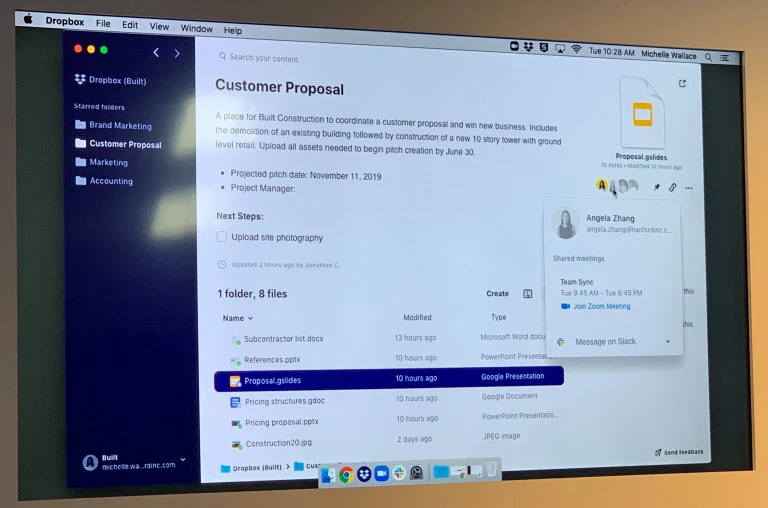 Dropbox File Edit View Window Help
Tue 10:28 AM Michelle Wallace
Dropbox (Built)
Starred folders
Brand Marketing
Customer Proposal
Marketing
Accounting
Built
michelle.wa...rdinc.com
Search your content
Customer Proposal
A place for Built Construction to coordinate a customer proposal and win new business. Includes
the demolition of an existing building followed by construction of a new 10 story tower with ground
level retail. Upload all assets needed to begin pitch creation by June 30.
• Projected pitch date: November 11, 2019
• Project Manager:
Next Steps:
Upload site photography
Updated 2 hours ago by Jonathan C.
1 folder, 8 files
Create
Name Modified Type
Subcontractor list.docx 13 hours ago Microsoft Word docu
References.pptx 10 hours ago PowerPoint Presentat...
Proposal.gslides 10 hours ago Google Presentation
Pricing structures.gdoc 10 hours ago Google Document
Pricing proposal.pptx 10 hours ago PowerPoint Presentatio...
Construction20.jpg 2 days ago JPEG image
Dropbox (Built) > Cus
Proposal.gslides
76 bytes • Modified 10 hours ago
Angela Zhang
angela.zhang@hanfordinc.c...
Shared meetings
Team Sync
Tue 9:45 AM - Tue 6:45 PM
Join Zoom Meeting
Message on Slack
this
this
Send feedback